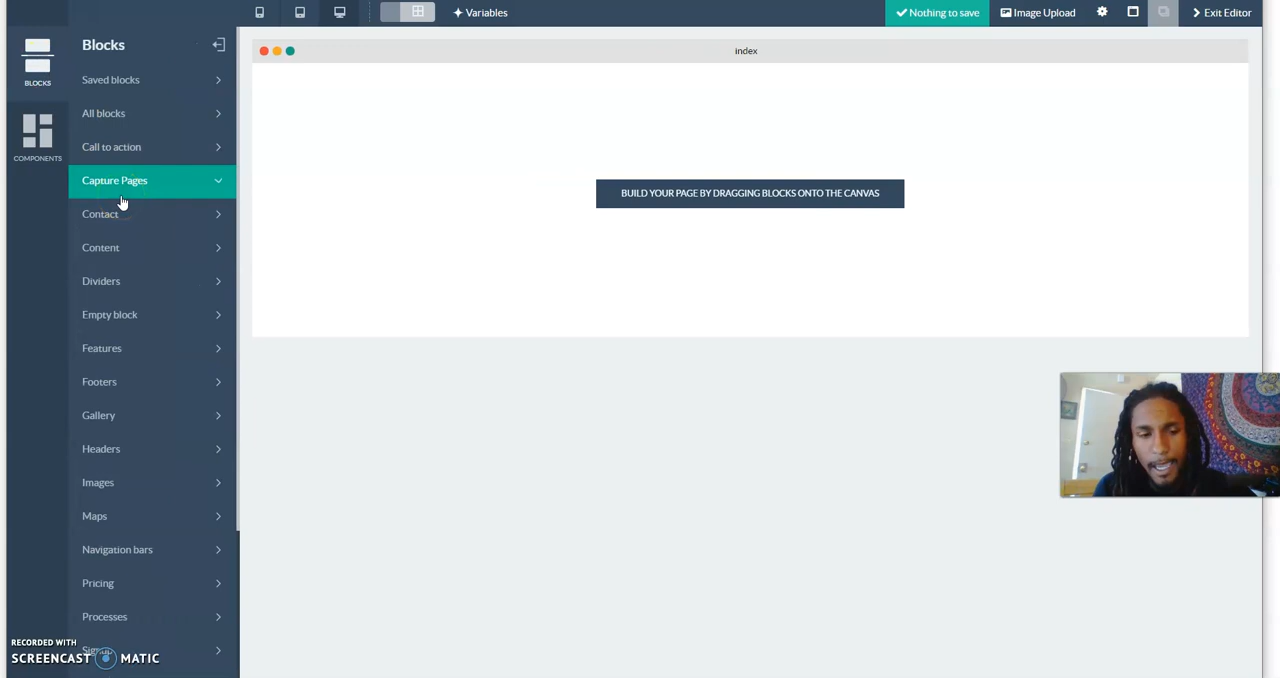 Variables
Nothing to save
Image Upload
Exit Editor
BLOCKS
COMPONENTS
Blocks
Saved blocks
All blocks
Call to action
Capture Pages
Contact
Content
Dividers
Empty block
Features
Footers
Gallery
Headers
Images
Maps
Navigation bars
Pricing
Processes
index
BUILD YOUR PAGE BY DRAGGING BLOCKS ONTO THE CANVAS
RECORDED WITH
SCREENCAST MATIC